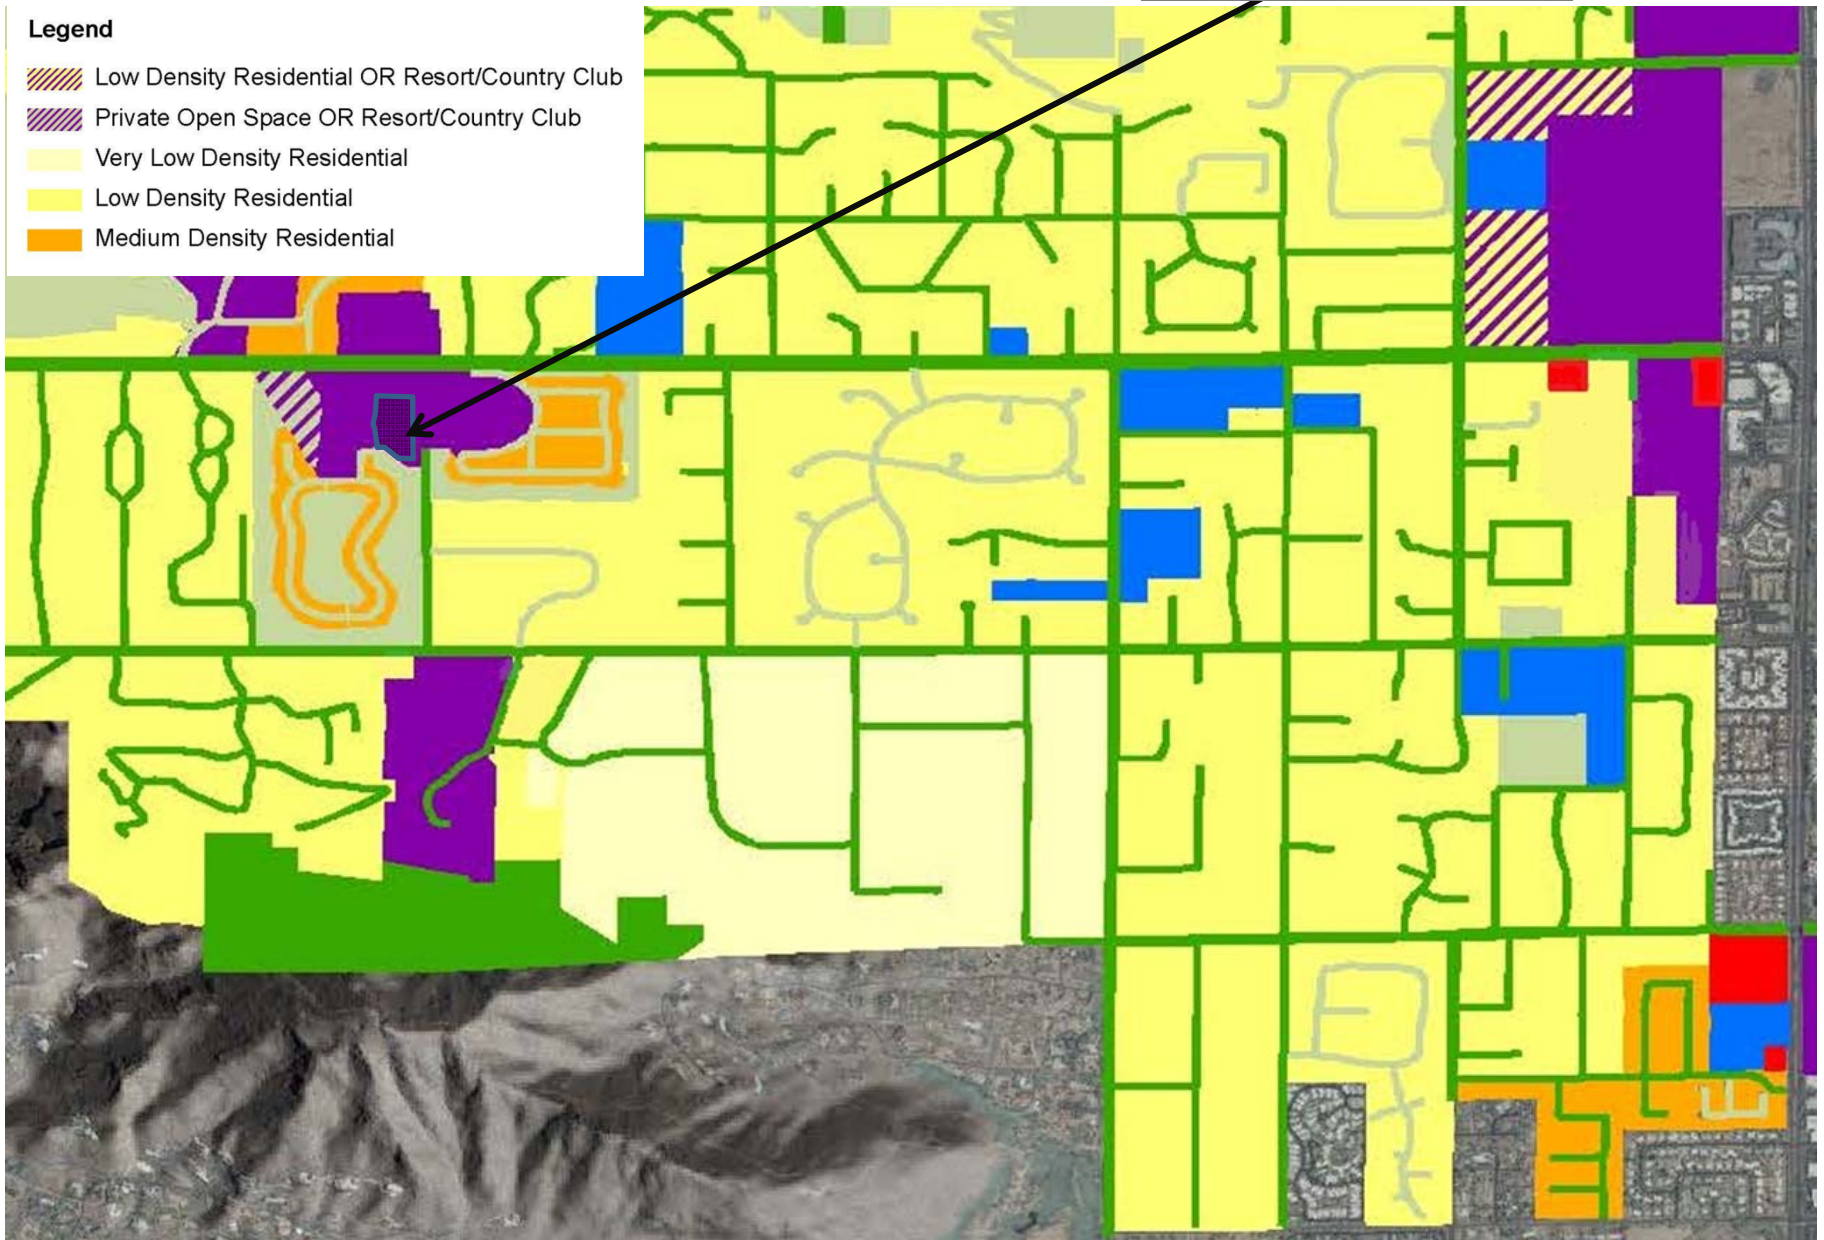 Legend
Low Density Residential OR Resort/Country Club
Private Open Space OR Resort/Country Club
Very Low Density Residential
Low Density Residential
Medium Density Residential